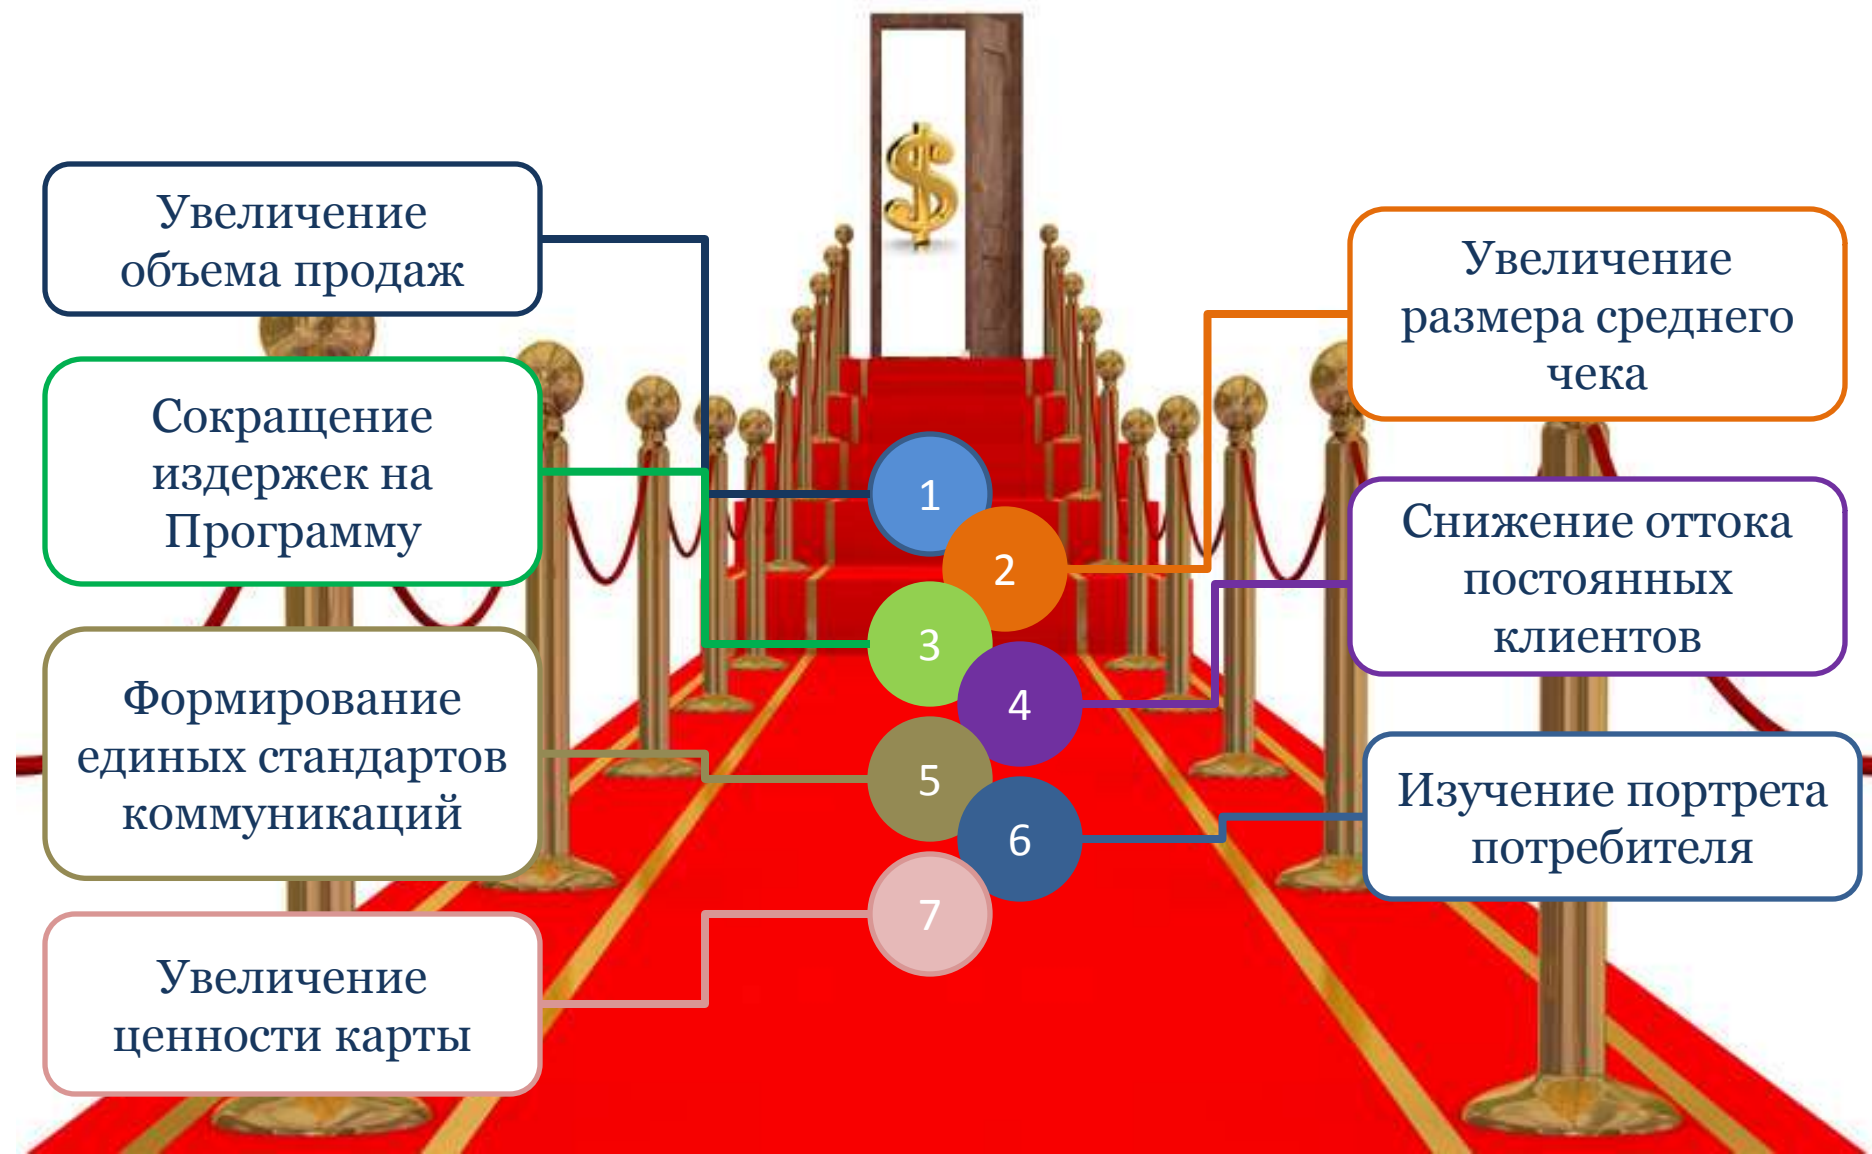 Увеличение
объема продаж
Сокращение
издержек на
Программу
Формирование
единых стандартов
коммуникаций
Увеличение
ценности карты
1
2
3
4
5
6
7
$
Увеличение
размера среднего
чека
Снижение оттока
постоянных
клиентов
Изучение портрета
потребителя